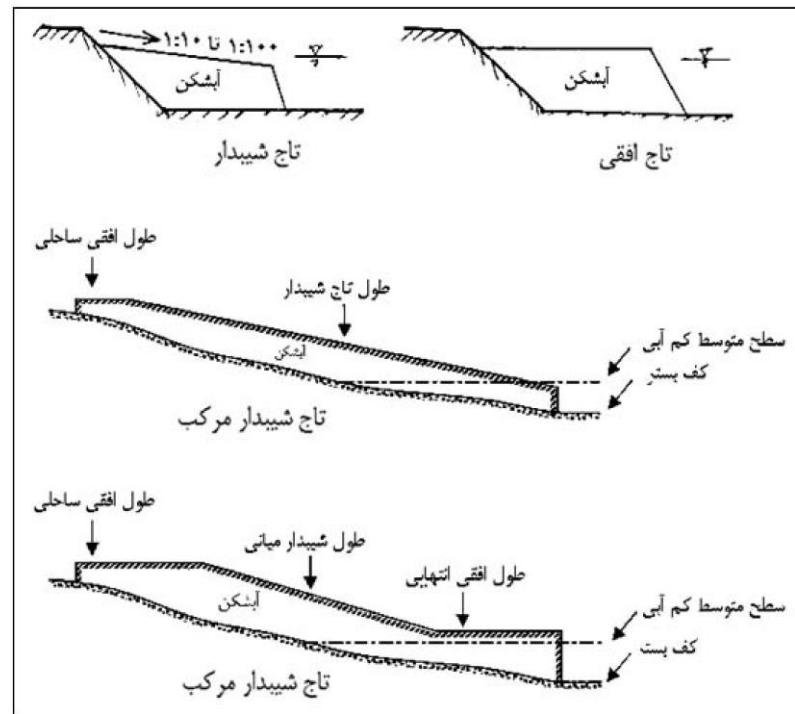 ۱:۱۰ تا ۱:۱۰۰
آبشکن
تاج شیبدار
آبشکن
تاج افقی
طول افقی ساحلی
طول تاج شیبدار
آبشکن
سطح متوسط کم آبی
کف بستر
تاج شیبدار مرکب
طول افقی ساحلی
طول شیبدار میانی
طول افقی انتهایی
آبشکن
سطح متوسط کم آبی
کف بست
تاج شیبدار مرکب